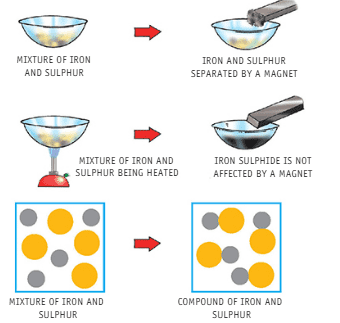 MIXTURE OF IRON
AND SULPHUR
IRON AND SULPHUR
SEPARATED BY A MAGNET
MIXTURE OF IRON AND
SULPHUR BEING HEATED
IRON SULPHIDE IS NOT
AFFECTED BY A MAGNET
MIXTURE OF IRON AND
SULPHUR
COMPOUND OF IRON AND
SULPHUR